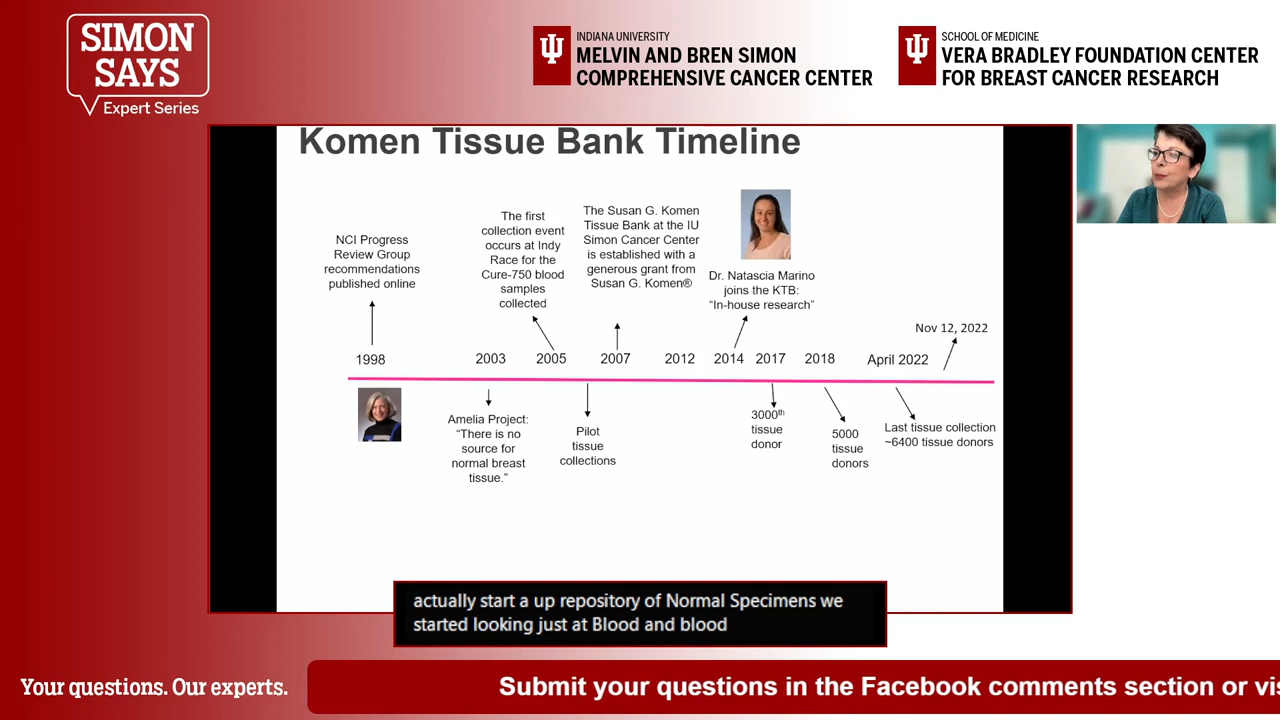 SIMON
SAYS
Expert Series
INDIANA UNIVERSITY
MELVIN AND BREN SIMON
COMPREHENSIVE CANCER CENTER
SCHOOL OF MEDICINE
VERA BRADLEY FOUNDATION CENTER
FOR BREAST CANCER RESEARCH
Komen Tissue Bank Timeline
NCI Progress
Review Group
recommendations
published online
The first
collection event
occurs at Indy
Race for the
Cure-750 blood
samples
collected
The Susan G. Komen
Tissue Bank at the IU
Simon Cancer Center
is established with a
generous grant from
Susan G. Komen®
Dr. Natascia Marino
joins the KTB:
“In-house research”
Nov 12, 2022
1998
2003
2005
2007
2012
2014
2017
2018
April 2022
Amelia Project:
“There is no
source for
normal breast
tissue.”
Pilot
tissue
collections
3000th
tissue
donor
5000
tissue
donors
Last tissue collection
~6400 tissue donors
actually start a up repository of Normal Specimens we
started looking just at Blood and blood
Your questions. Our experts.
Submit your questions in the Facebook comments section or vis